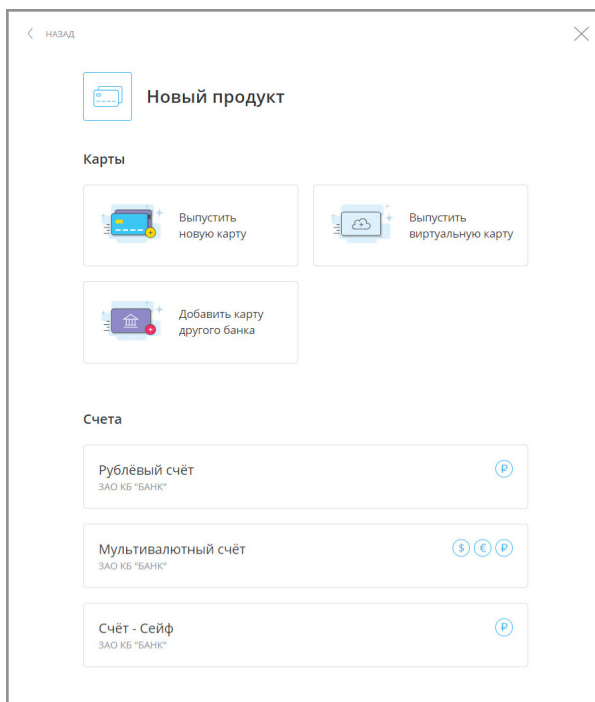 НАЗАД
Новый продукт
Карты
Выпустить
новую карту
Выпустить
виртуальную карту
Добавить карту
другого банка
Счета
Рублёвый счёт
ЗАО КБ "БАНК"
₽
Мультивалютный счёт
ЗАО КБ "БАНК"
$ € ₽
Счёт - Сейф
ЗАО КБ "БАНК"
₽